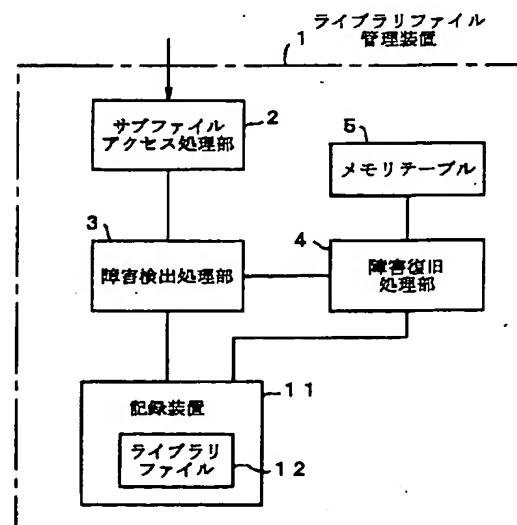 ライブラリファイル
管理装置
1
サブファイル
アクセス処理部
2
5
メモリテーブル
3
障害検出処理部
4
障害復旧
処理部
11
記録装置
ライブラリ
ファイル
12